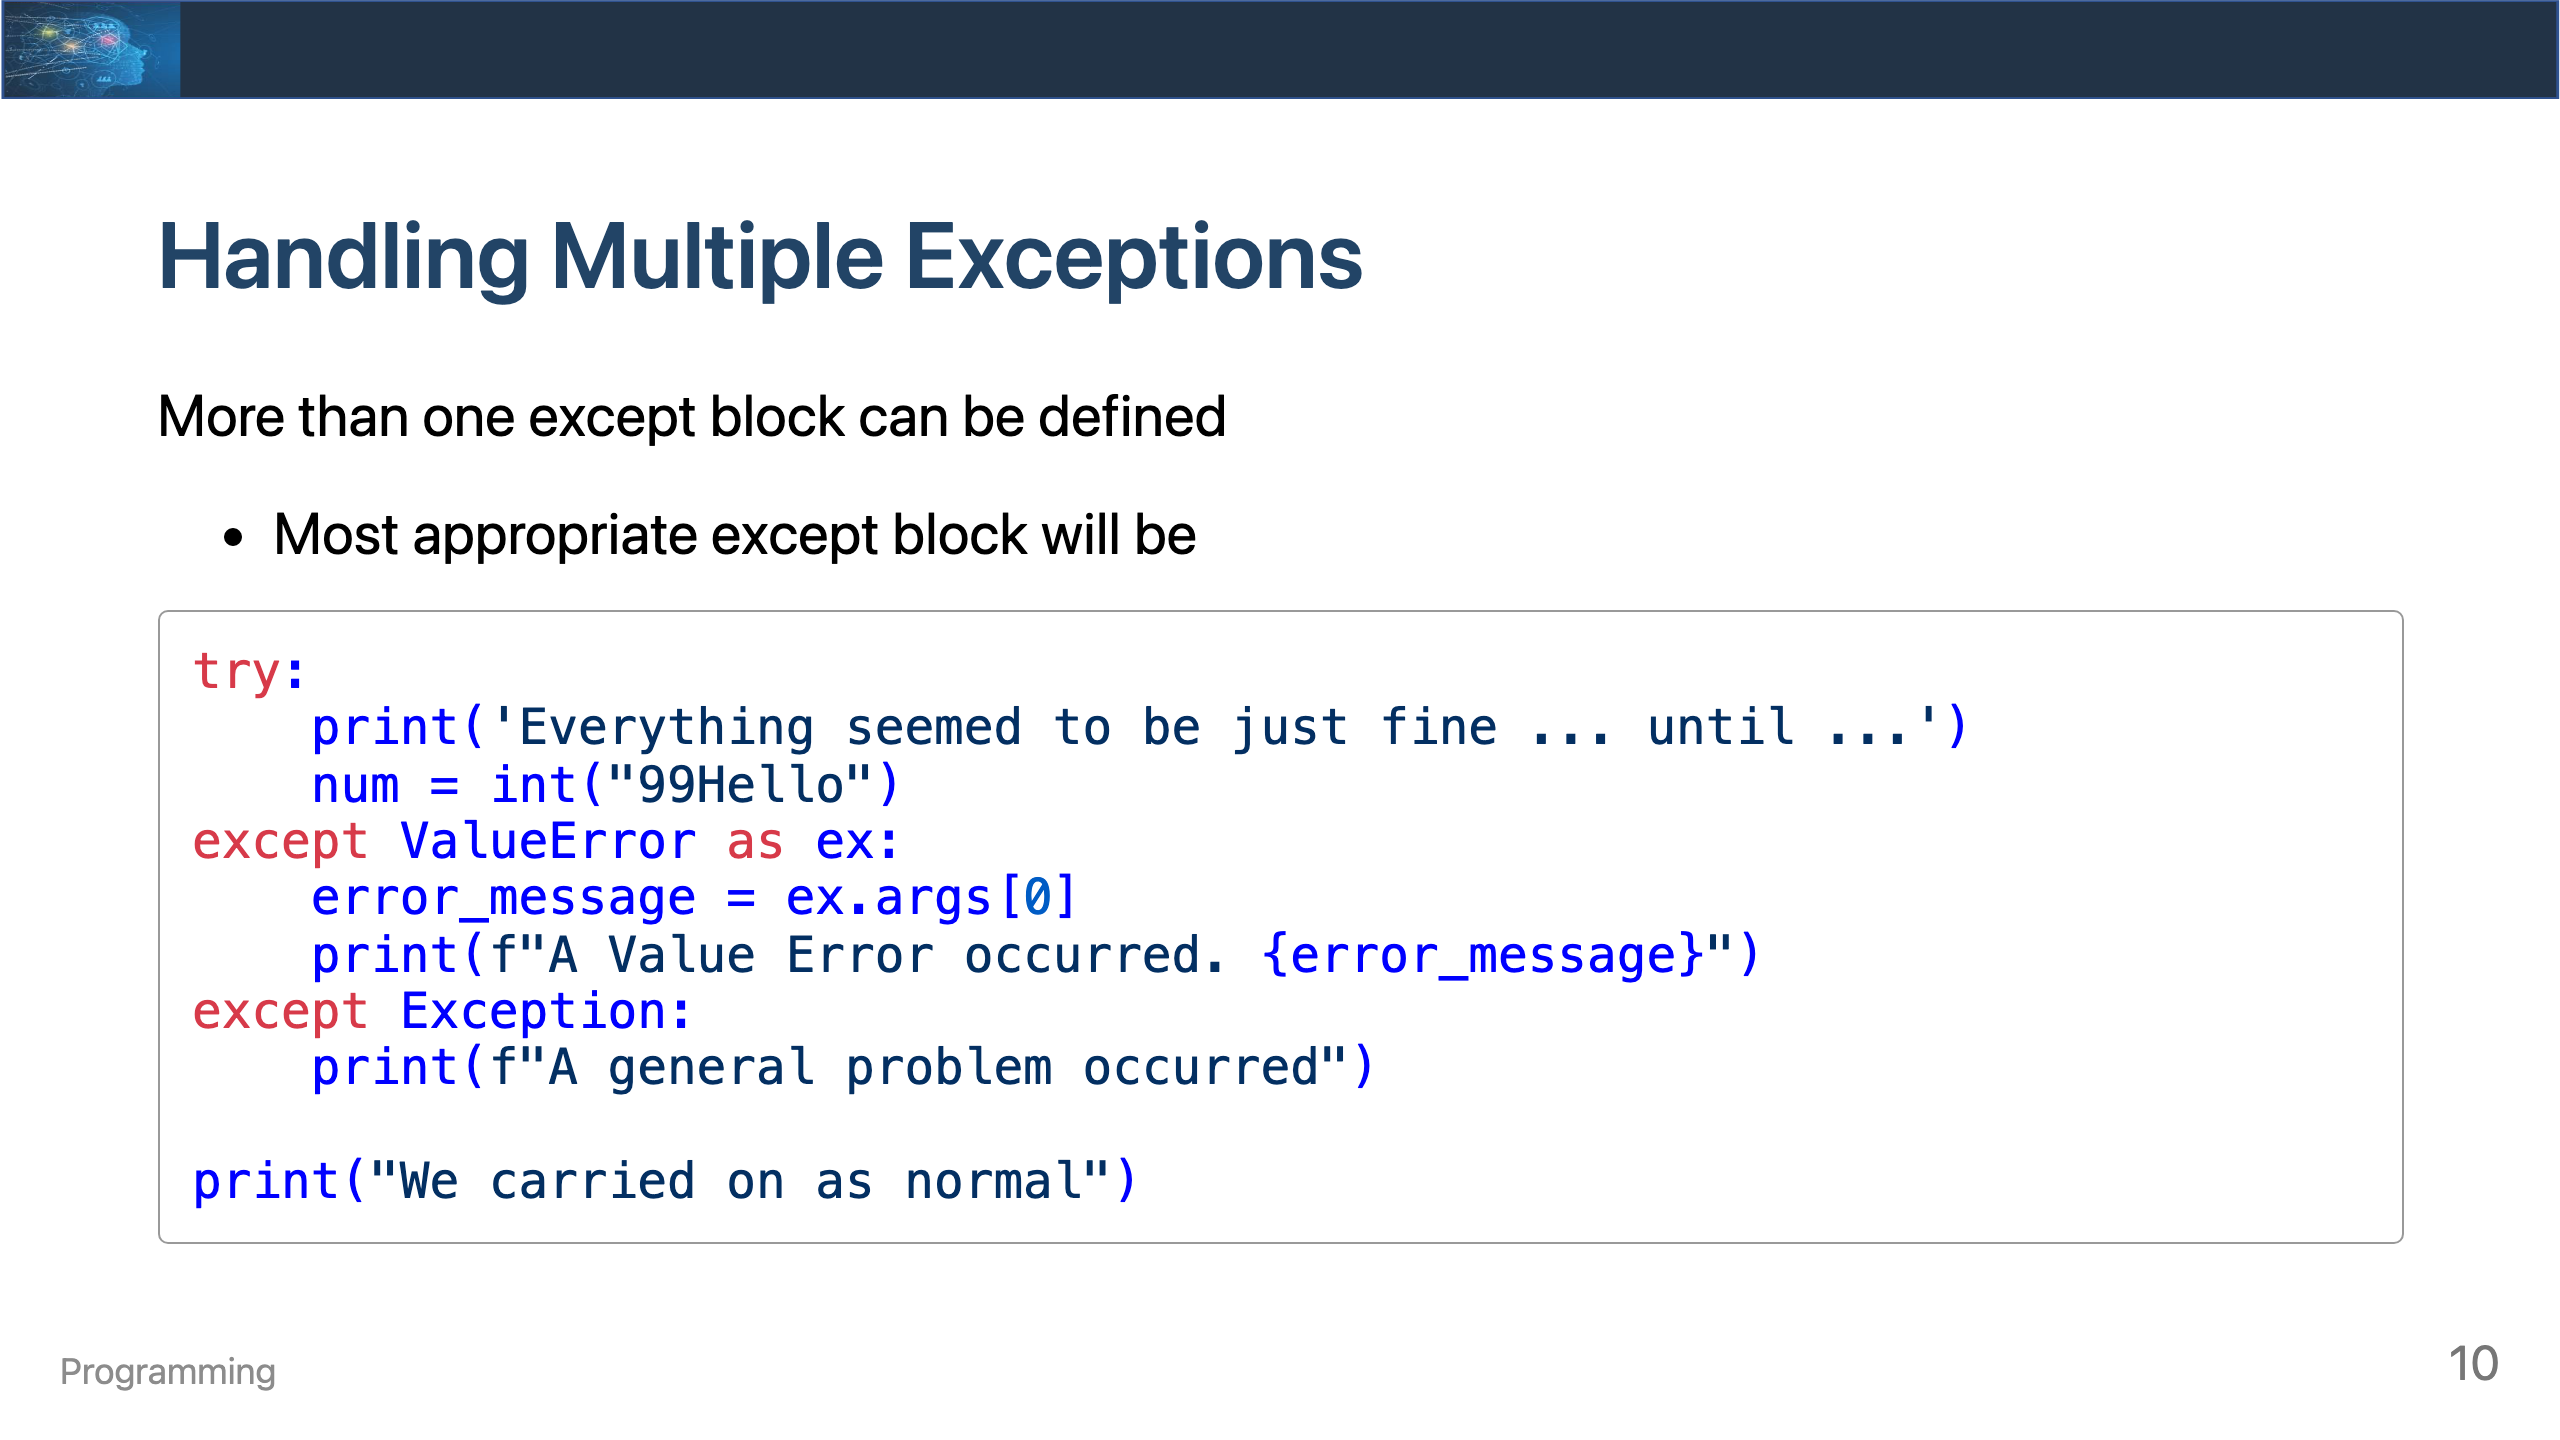 Handling Multiple Exceptions
More than one except block can be defined
• Most appropriate except block will be
try:
    print('Everything seemed to be just fine ... until ...')
    num = int("99Hello")
except ValueError as ex:
    error_message = ex.args[0]
    print(f"A Value Error occurred. {error_message}")
except Exception:
    print(f"A general problem occurred")

print("We carried on as normal")
Programming
10